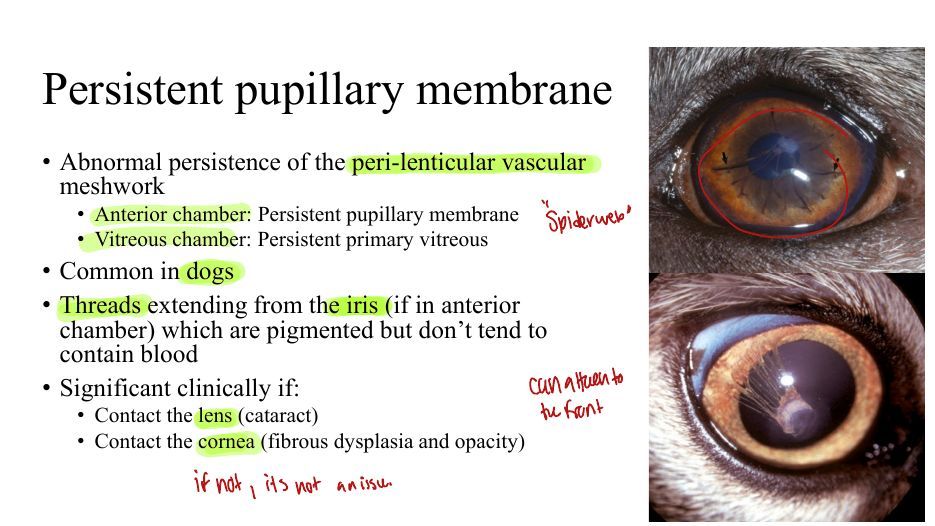 Persistent pupillary membrane
• Abnormal persistence of the peri-lenticular vascular
meshwork
• Anterior chamber: Persistent pupillary membrane
• Vitreous chamber: Persistent primary vitreous
"Spiderweb"
• Common in dogs
• Threads extending from the iris (if in anterior
chamber) which are pigmented but don't tend to
contain blood
• Significant clinically if:
• Contact the lens (cataract)
• Contact the cornea (fibrous dysplasia and opacity)
can to
the front
if not, its not an issue